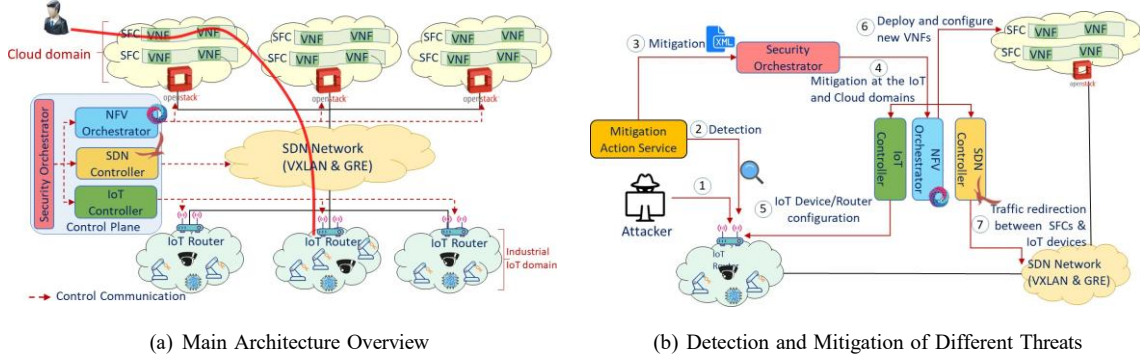 SFC VNF VNF
SFC VNF VNF
openstack
SFC VNF VNF
SFC VNF VNF
openstack
SFC VNF VNF
SFC VNF VNF
openstack
Cloud domain
Security Orchestrator
NFV
Orchestrator
SDN
Controller
IoT
Controller
Control Plane
SDN Network
(VXLAN & GRE)
IoT Router
IoT Router
IoT Router
Industrial
IoT domain
Control Communication
(a) Main Architecture Overview
3 Mitigation
XML
Security
Orchestrator
6 Deploy and configure
new VNFs
SFC VNF VNF
SFC VNF VNF
openstack
4
Mitigation at the IoT
and Cloud domains
Mitigation
Action Service
2 Detection
1
Attacker
5 IoT Device/Router
configuration
IoT
Controller
NFV
Orchestrator
SDN
Controller
7 Traffic redirection
between SFCs &
IoT devices
IoT
Router
SDN Network
(VXLAN & GRE)
(b) Detection and Mitigation of Different Threats